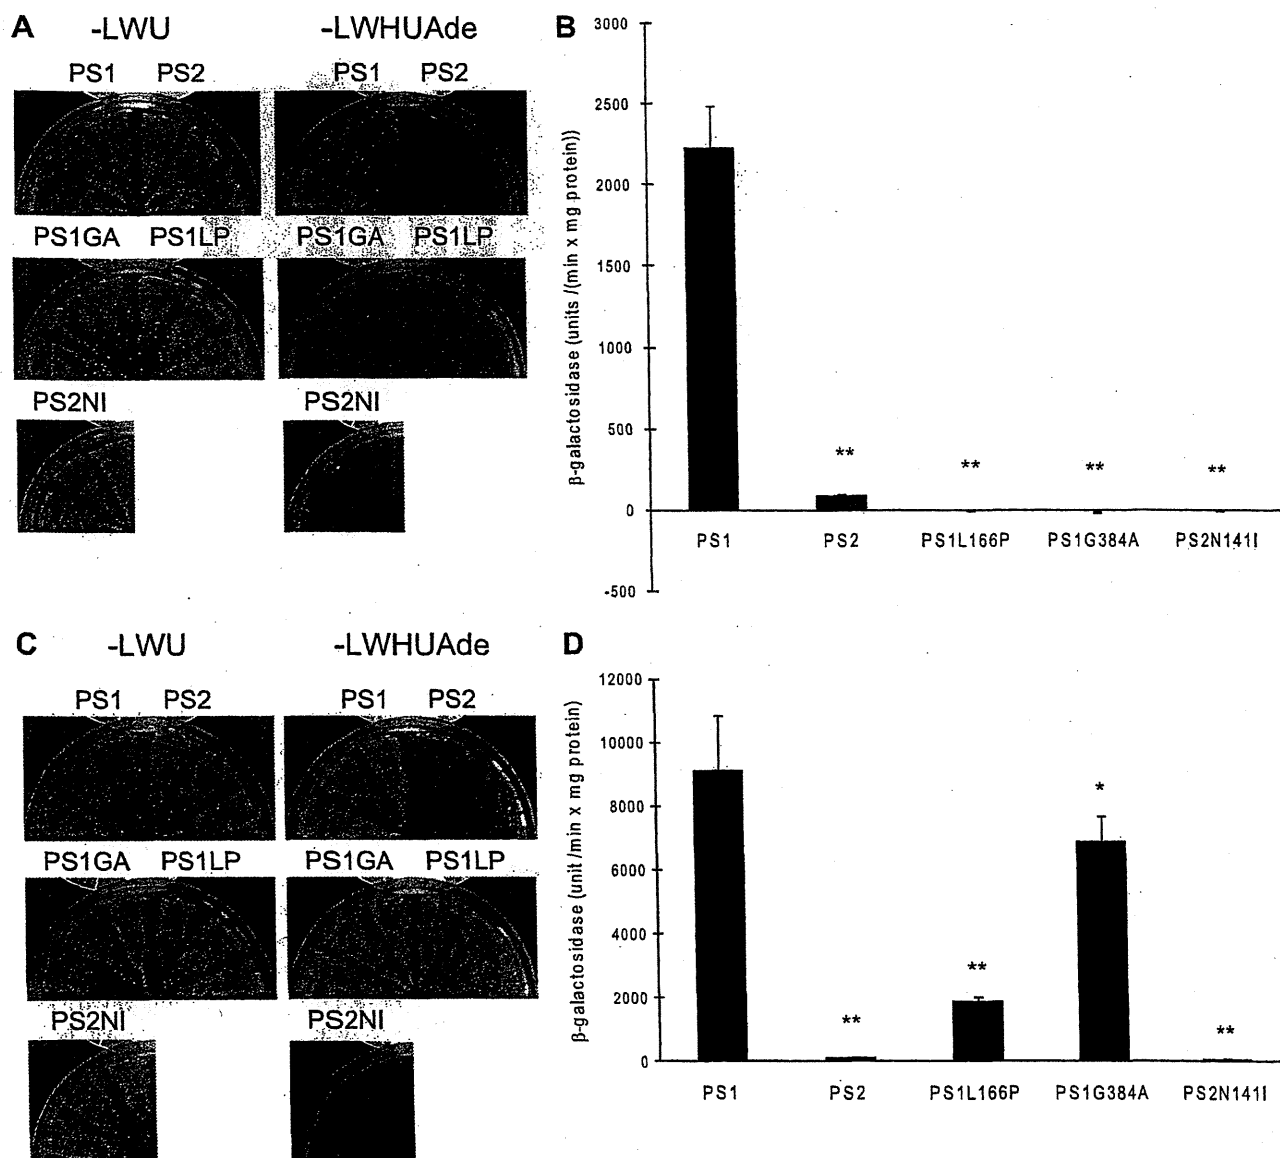 A -LWU -LWHUAde
PS1 PS2 PS1 PS2
PS1GA PS1LP PS1GA PS1LP
PS2NI PS2NI
B
β-galactosidase (units /(min x mg protein))
3000
2500
2000
1500
1000
500
0
-500
** ** ** **
PS1 PS2 PS1L166P PS1G384A PS2N141I
C -LWU -LWHUAde
PS1 PS2 PS1 PS2
PS1GA PS1LP PS1GA PS1LP
PS2NI PS2NI
D
β-galactosidase (unit /min x mg protein)
12000
10000
8000
6000
4000
2000
0
** ** * **
PS1 PS2 PS1L166P PS1G384A PS2N141I